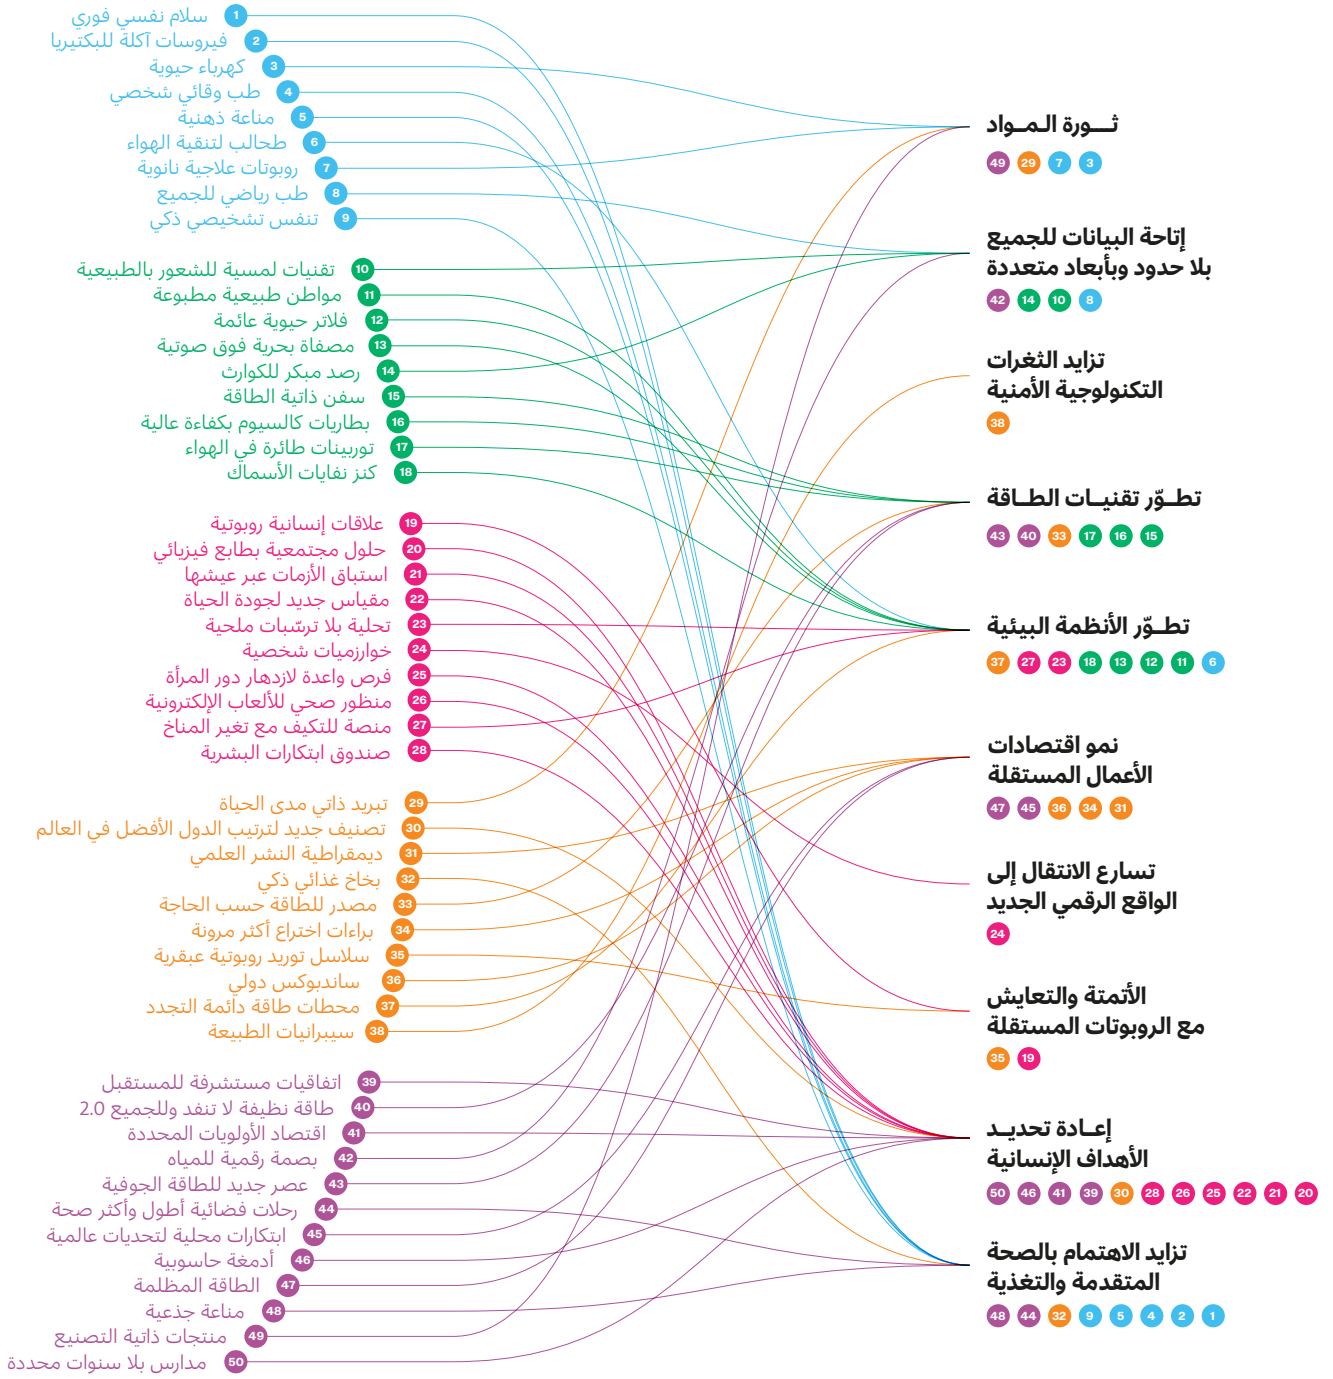 1 سلام نفسي فوري
2 فيروسات آكلة للبكتيريا
3 كهرباء حيوية
4 طب وقائي شخصي
5 مناعة ذهنية
6 طحالب لتنقية الهواء
7 روبوتات علاجية نانوية
8 طب رياضي للجميع
9 تنفس تشخيصي ذكي
10 تقنيات لمسية للشعور بالطبيعية
11 مواطن طبيعية مطبوعة
12 فلاتر حيوية عائمة
13 مصفاة بحرية فوق صوتية
14 رصد مبكر للكوارث
15 سفن ذاتية الطاقة
16 بطاريات كالسيوم بكفاءة عالية
17 توربينات طائرة في الهواء
18 كنز نفايات الأسماك
19 علاقات إنسانية روبوتية
20 حلول مجتمعية بطابع فيزيائي
21 استباق الأزمات عبر عيشها
22 مقياس جديد لجودة الحياة
23 تحلية بلا ترسّبات ملحية
24 خوارزميات شخصية
25 فرص واعدة لازدهار دور المرأة
26 منظور صحي للألعاب الإلكترونية
27 منصة للتكيف مع تغير المناخ
28 صندوق ابتكارات البشرية
29 تبريد ذاتي مدى الحياة
30 تصنيف جديد لترتيب الدول الأفضل في العالم
31 ديمقراطية النشر العلمي
32 بخاخ غذائي ذكي
33 مصدر للطاقة حسب الحاجة
34 براءات اختراع أكثر مرونة
35 سلاسل توريد روبوتية عبقرية
36 ساندبوكس دولي
37 محطات طاقة دائمة التجدد
38 سيبرانيات الطبيعة
39 اتفاقيات مستشرفة للمستقبل
40 طاقة نظيفة لا تنفد وللجميع 2.0
41 اقتصاد الأولويات المحددة
42 بصمة رقمية للمياه
43 عصر جديد للطاقة الجوفية
44 رحلات فضائية أطول وأكثر صحة
45 ابتكارات محلية لتحديات عالمية
46 أدمغة حاسوبية
47 الطاقة المظلمة
48 مناعة جذعية
49 منتجات ذاتية التصنيع
50 مدارس بلا سنوات محددة
ثــورة المـواد
3 7 29 49
إتاحة البيانات للجميع
بلا حدود وبأبعاد متعددة
8 10 14 42
تزايد الثغرات
التكنولوجية الأمنية
38
تطـوّر تقنيـات الطـاقة
15 16 17 33 40 43
تطـوّر الأنظمة البيئية
6 11 12 13 18 23 27 37
نمو اقتصادات
الأعمال المستقلة
31 34 36 45 47
تسارع الانتقال إلى
الواقع الرقمي الجديد
24
الأتمتة والتعايش
مع الروبوتات المستقلة
19 35
إعـادة تحديـد
الأهداف الإنسانية
20 21 22 25 26 28 30 39 41 46 50
تزايد الاهتمام بالصحة
المتقدمة والتغذية
1 2 4 5 9 32 44 48